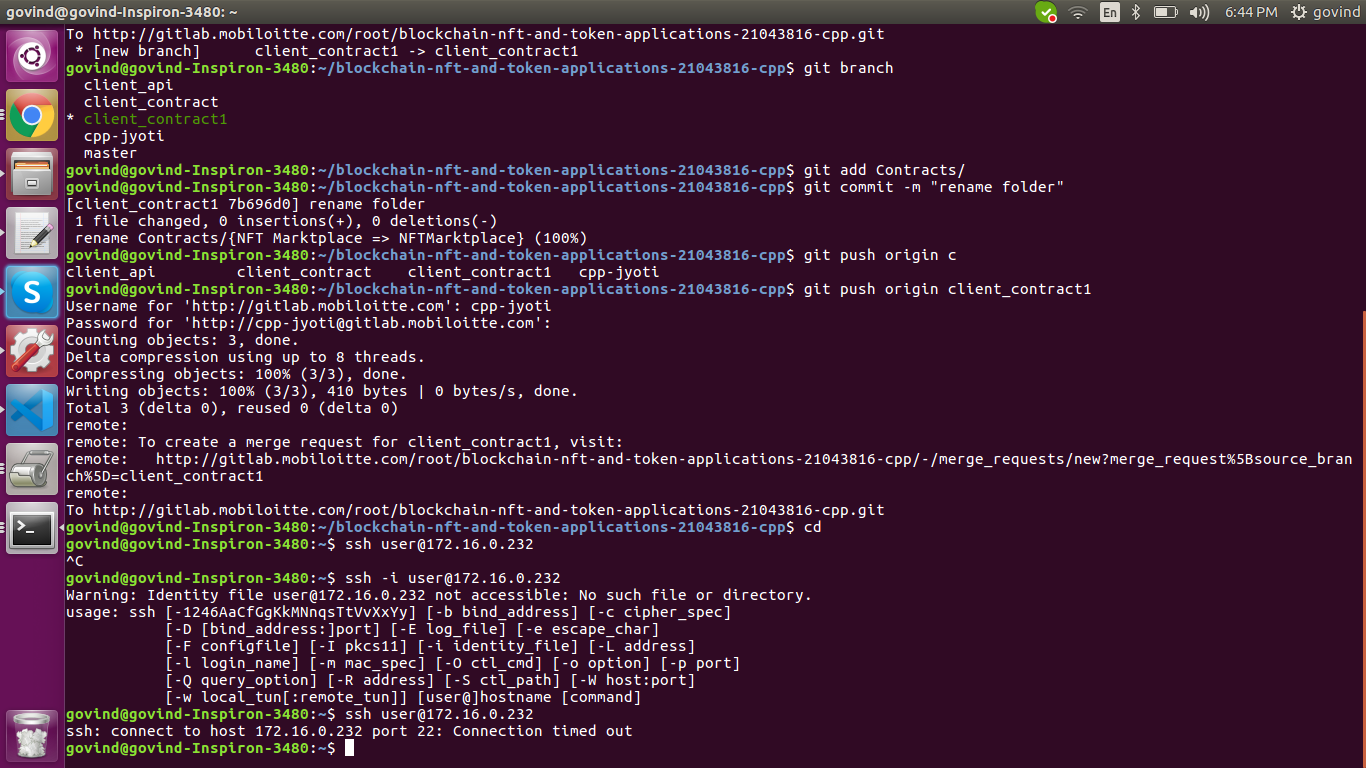 govind@govind-Inspiron-3480: ~
En
6:44 PM
govind
To http://gitlab.mobiloitte.com/root/blockchain-nft-and-token-applications-21043816-cpp.git
 * [new branch]      client_contract1 -> client_contract1
govind@govind-Inspiron-3480:~/blockchain-nft-and-token-applications-21043816-cpp$ git branch
  client_api
  client_contract
* client_contract1
  cpp-jyoti
  master
govind@govind-Inspiron-3480:~/blockchain-nft-and-token-applications-21043816-cpp$ git add Contracts/
govind@govind-Inspiron-3480:~/blockchain-nft-and-token-applications-21043816-cpp$ git commit -m "rename folder"
[client_contract1 7b696d0] rename folder
 1 file changed, 0 insertions(+), 0 deletions(-)
 rename Contracts/{NFT Marktplace => NFTMarktplace} (100%)
govind@govind-Inspiron-3480:~/blockchain-nft-and-token-applications-21043816-cpp$ git push origin c
client_api         client_contract    client_contract1   cpp-jyoti
govind@govind-Inspiron-3480:~/blockchain-nft-and-token-applications-21043816-cpp$ git push origin client_contract1
Username for 'http://gitlab.mobiloitte.com': cpp-jyoti
Password for 'http://cpp-jyoti@gitlab.mobiloitte.com':
Counting objects: 3, done.
Delta compression using up to 8 threads.
Compressing objects: 100% (3/3), done.
Writing objects: 100% (3/3), 410 bytes | 0 bytes/s, done.
Total 3 (delta 0), reused 0 (delta 0)
remote:
remote: To create a merge request for client_contract1, visit:
remote:   http://gitlab.mobiloitte.com/root/blockchain-nft-and-token-applications-21043816-cpp/-/merge_requests/new?merge_request%5Bsource_bran
ch%5D=client_contract1
remote:
To http://gitlab.mobiloitte.com/root/blockchain-nft-and-token-applications-21043816-cpp.git
govind@govind-Inspiron-3480:~/blockchain-nft-and-token-applications-21043816-cpp$ cd
govind@govind-Inspiron-3480:~$ ssh user@172.16.0.232
^C
govind@govind-Inspiron-3480:~$ ssh -i user@172.16.0.232
Warning: Identity file user@172.16.0.232 not accessible: No such file or directory.
usage: ssh [-1246AaCfGgKkMNnqsTtVvXxYy] [-b bind_address] [-c cipher_spec]
           [-D [bind_address:]port] [-E log_file] [-e escape_char]
           [-F configfile] [-I pkcs11] [-i identity_file] [-L address]
           [-l login_name] [-m mac_spec] [-O ctl_cmd] [-o option] [-p port]
           [-Q query_option] [-R address] [-S ctl_path] [-W host:port]
           [-w local_tun[:remote_tun]] [user@]hostname [command]
govind@govind-Inspiron-3480:~$ ssh user@172.16.0.232
ssh: connect to host 172.16.0.232 port 22: Connection timed out
govind@govind-Inspiron-3480:~$